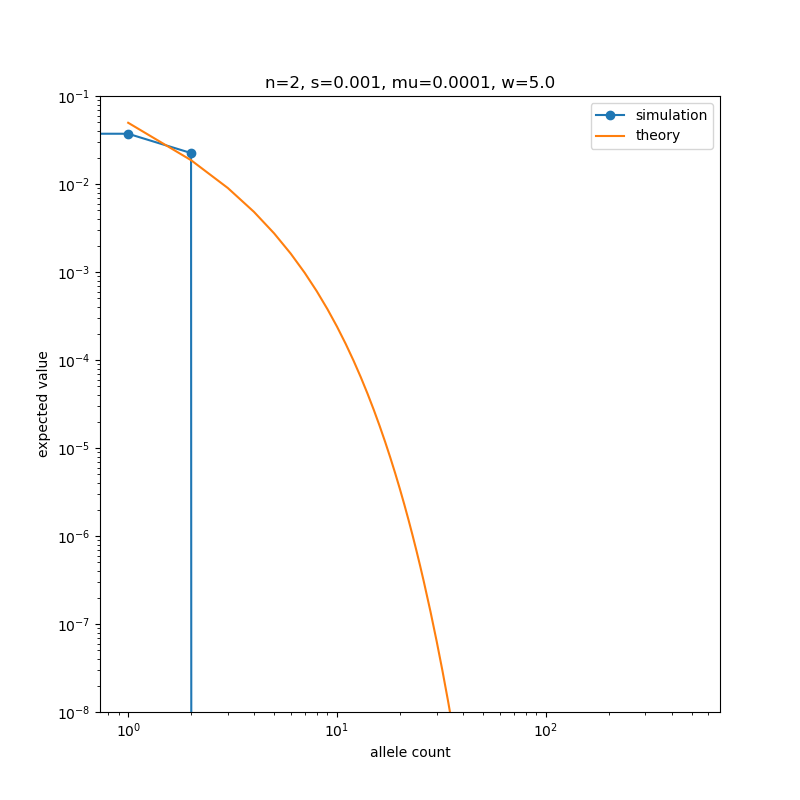 n=2, s=0.001, mu=0.0001, w=5.0
simulation
theory
expected value
10⁻¹
10⁻²
10⁻³
10⁻⁴
10⁻⁵
10⁻⁶
10⁻⁷
10⁻⁸
10⁰ 10¹ 10²
allele count